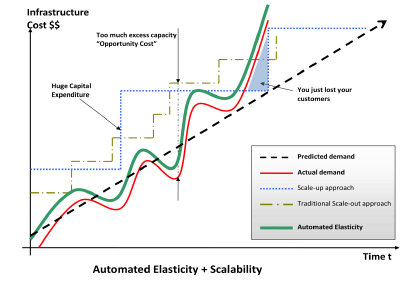 Infrastructure
Cost $$
Too much excess capacity
"Opportunity Cost"
Huge Capital
Expenditure
You just lost your
customers
Predicted demand
Actual demand
Scale-up approach
Traditional Scale-out approach
Automated Elasticity
Time t
Automated Elasticity + Scalability